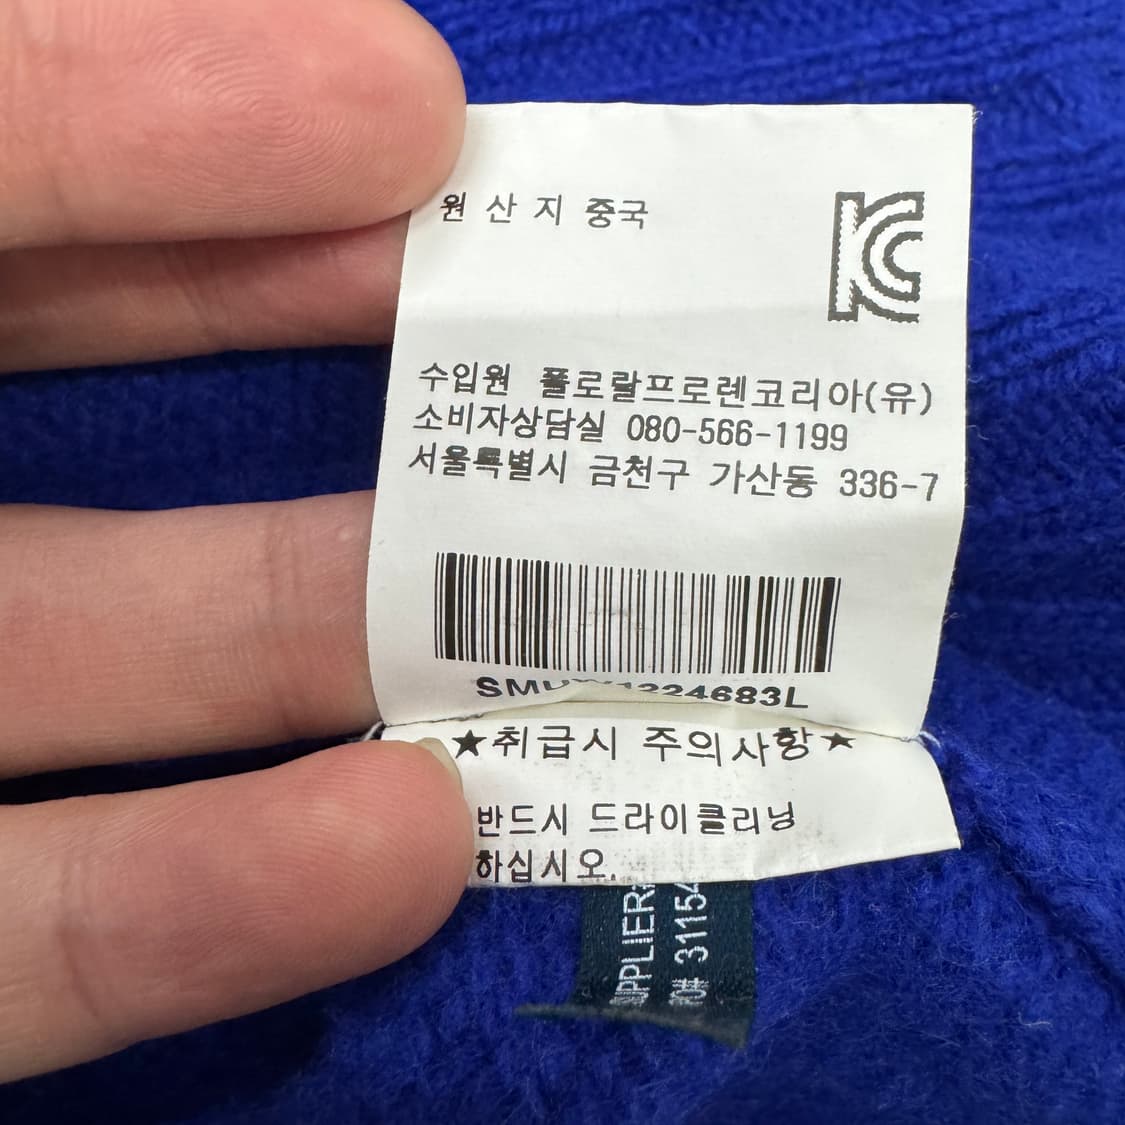 원 산 지 중국
KC
수입원 폴로랄프로렌코리아(유)
소비자상담실 080-566-1199
서울특별시 금천구 가산동 336-7
★취급시 주의사항★
반드시 드라이클리닝
하십시오.